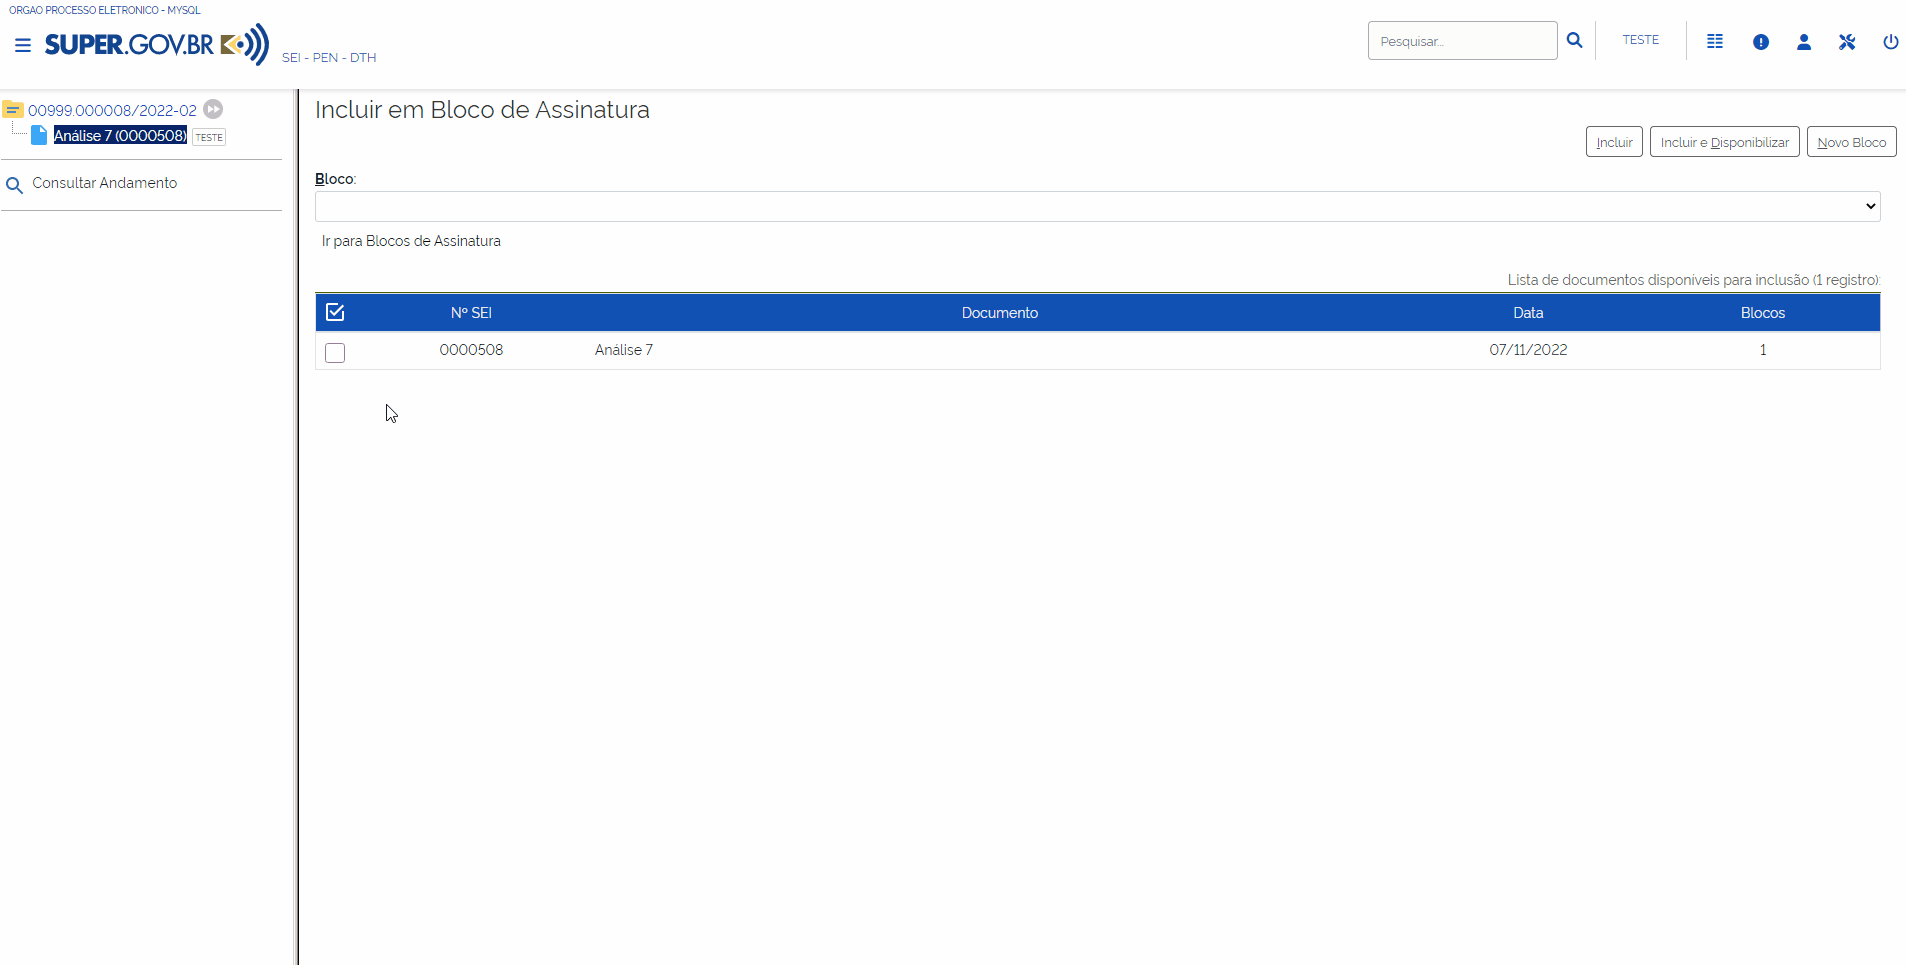 ORGAO PROCESSO ELETRONICO - MYSQL
SUPER.GOV.BR
SEI - PEN - DTH
Pesquisar...
TESTE
00999.000008/2022-02
Análise 7 (0000508)
TESTE
Consultar Andamento
Incluir em Bloco de Assinatura
Incluir
Incluir e Disponibilizar
Novo Bloco
Bloco:
Ir para Blocos de Assinatura
Lista de documentos disponíveis para inclusão (1 registro):
Nº SEI Documento Data Blocos
0000508 Análise 7 07/11/2022 1